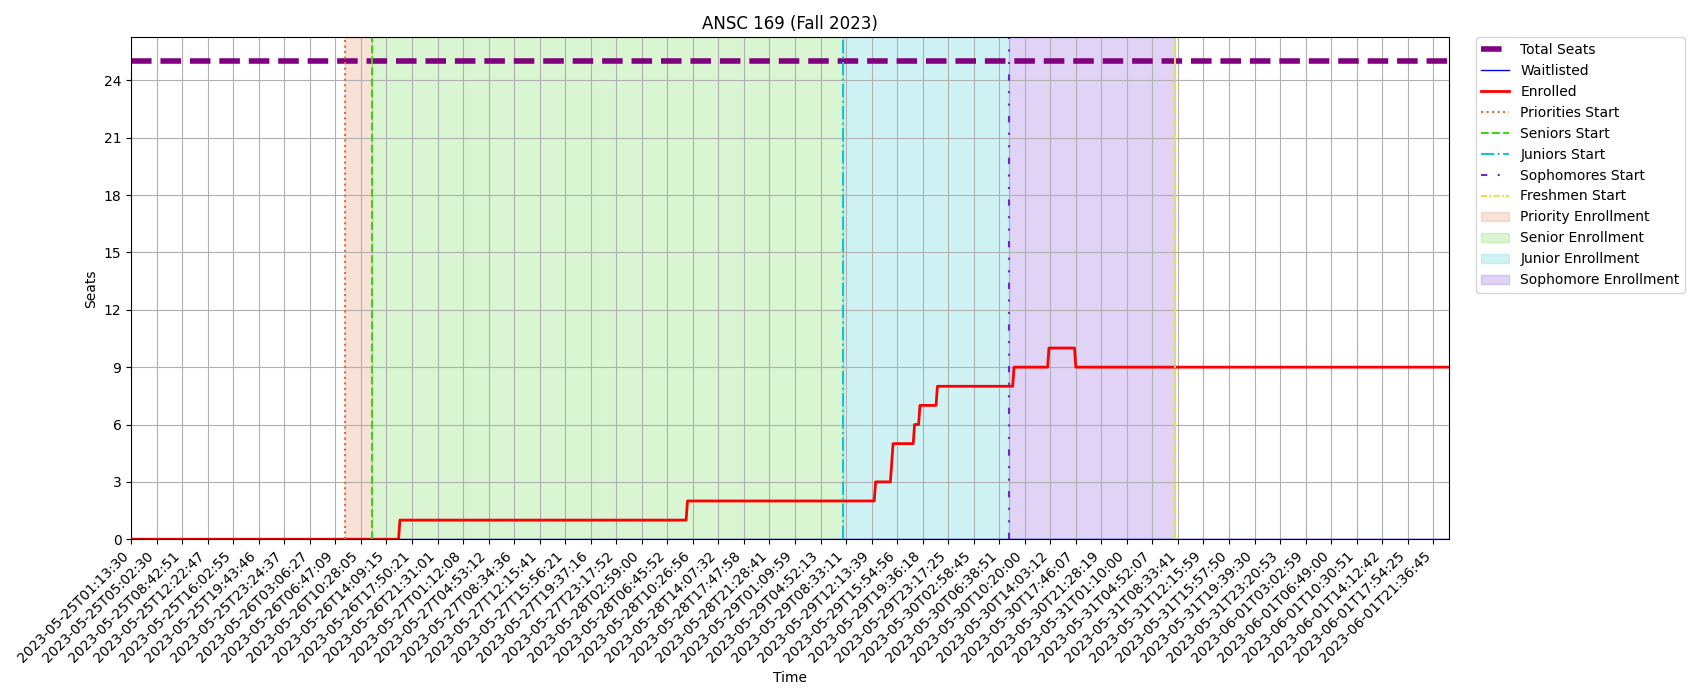 ANSC 169 (Fall 2023)
Total Seats
Waitlisted
Enrolled
Priorities Start
Seniors Start
Juniors Start
Sophomores Start
Freshmen Start
Priority Enrollment
Senior Enrollment
Junior Enrollment
Sophomore Enrollment
Seats
24
21
18
15
12
9
6
3
0
2023-05-25T01:13:30
2023-05-25T05:02:30
2023-05-25T08:42:51
2023-05-25T12:22:47
2023-05-25T16:02:55
2023-05-25T19:43:46
2023-05-25T23:24:37
2023-05-26T03:06:27
2023-05-26T06:47:09
2023-05-26T10:28:05
2023-05-26T14:09:15
2023-05-26T17:50:21
2023-05-26T21:31:01
2023-05-27T01:12:08
2023-05-27T04:53:12
2023-05-27T08:34:36
2023-05-27T12:15:41
2023-05-27T15:56:21
2023-05-27T19:37:16
2023-05-27T23:17:52
2023-05-28T02:59:00
2023-05-28T06:45:52
2023-05-28T10:26:56
2023-05-28T14:07:32
2023-05-28T17:47:58
2023-05-28T21:28:41
2023-05-29T01:09:59
2023-05-29T04:52:13
2023-05-29T08:33:11
2023-05-29T12:13:39
2023-05-29T15:54:56
2023-05-29T19:36:18
2023-05-29T23:17:25
2023-05-30T02:58:45
2023-05-30T06:38:51
2023-05-30T10:20:00
2023-05-30T14:03:12
2023-05-30T17:46:07
2023-05-30T21:28:19
2023-05-31T01:10:00
2023-05-31T04:52:07
2023-05-31T08:33:41
2023-05-31T12:15:59
2023-05-31T15:57:50
2023-05-31T19:39:30
2023-05-31T23:20:53
2023-06-01T03:02:59
2023-06-01T06:49:00
2023-06-01T10:30:51
2023-06-01T14:12:42
2023-06-01T17:54:25
2023-06-01T21:36:45
Time